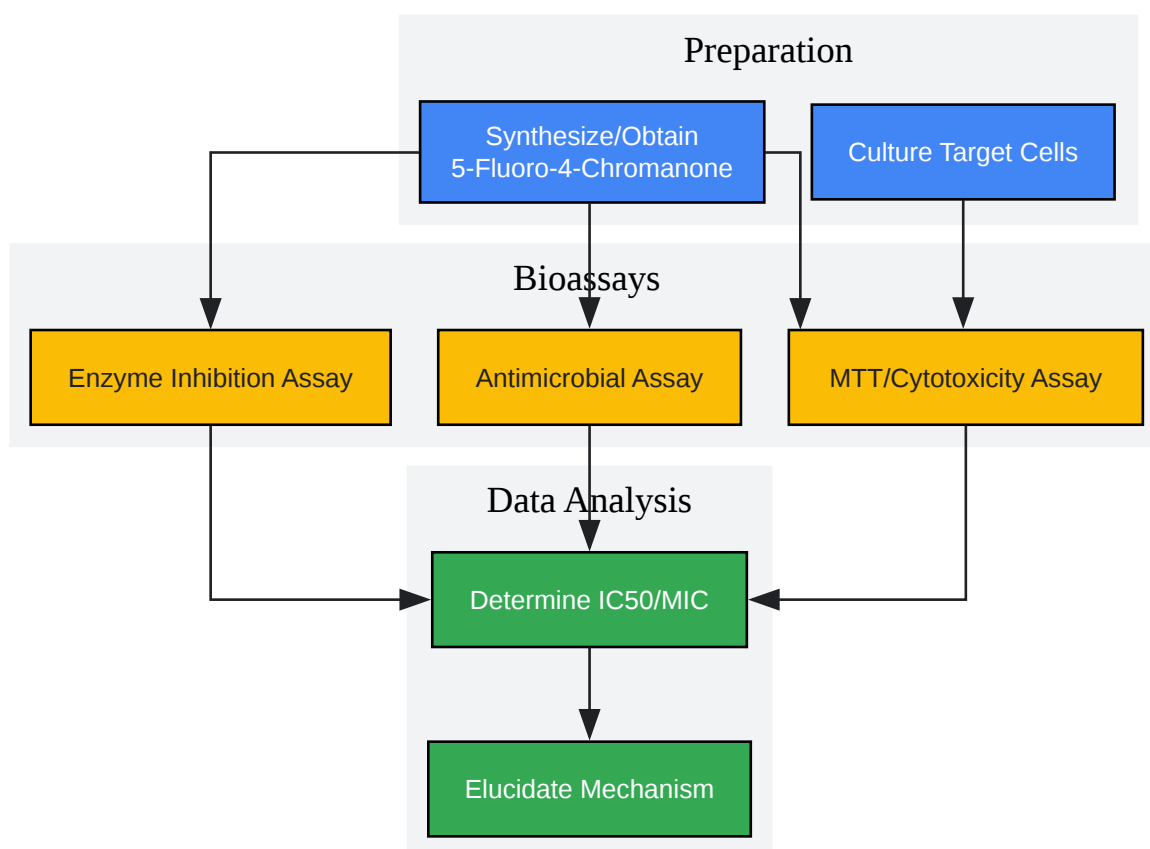 Preparation
Synthesize/Obtain
5-Fluoro-4-Chromanone
Culture Target Cells
Bioassays
Enzyme Inhibition Assay
Antimicrobial Assay
MTT/Cytotoxicity Assay
Data Analysis
Determine IC50/MIC
Elucidate Mechanism